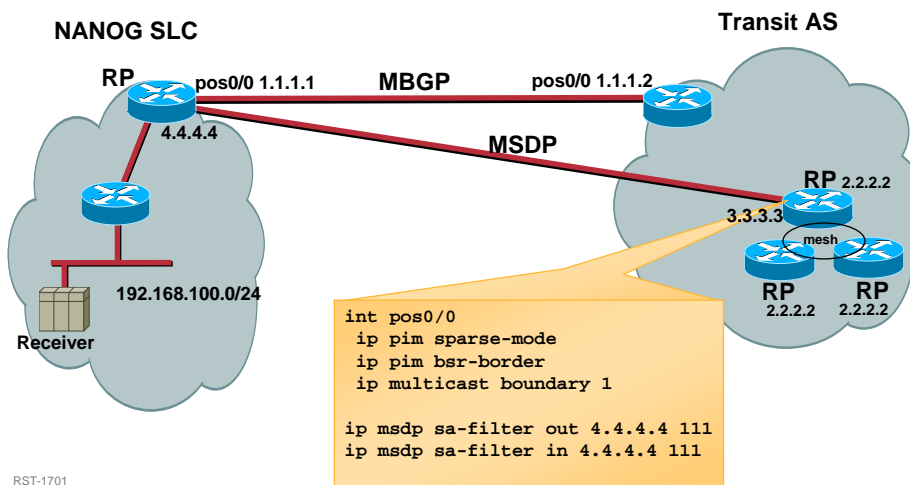 NANOG SLC
Transit AS
RP
pos0/0 1.1.1.1
MBGP
pos0/0 1.1.1.2
4.4.4.4
MSDP
RP 2.2.2.2
3.3.3.3
mesh
RP
2.2.2.2
RP
2.2.2.2
192.168.100.0/24
Receiver
int pos0/0
ip pim sparse-mode
ip pim bsr-border
ip multicast boundary 1
ip msdp sa-filter out 4.4.4.4 111
ip msdp sa-filter in 4.4.4.4 111
RST-1701